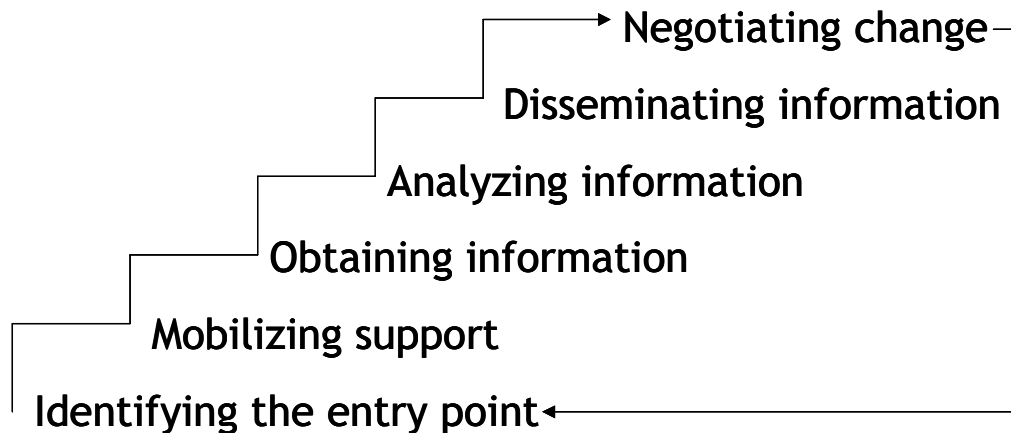 Negotiating change
Disseminating information
Analyzing information
Obtaining information
Mobilizing support
Identifying the entry point